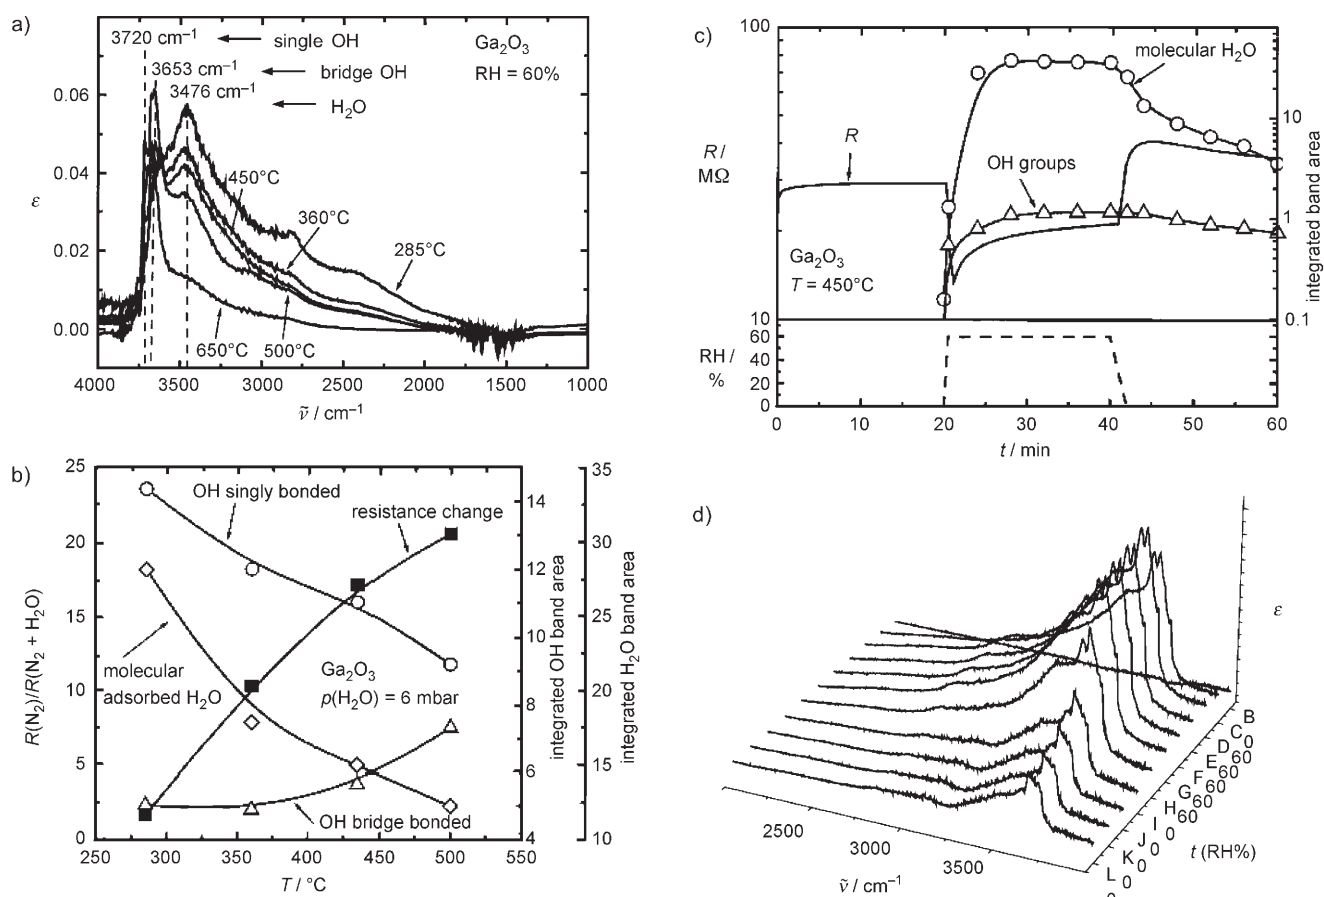 a)
3720 cm–1
single OH
Ga2O3
3653 cm–1
bridge OH
RH = 60%
3476 cm–1
H2O
0.06
0.04
0.02
0.00
ε
450°C
360°C
285°C
650°C
500°C
4000 3500 3000 2500 2000 1500 1000
ν̃ / cm–1
b)
25
20
15
10
5
0
R(N2)/R(N2 + H2O)
OH singly bonded
resistance change
molecular
adsorbed H2O
Ga2O3
p(H2O) = 6 mbar
OH bridge bonded
14
12
10
8
6
4
integrated OH band area
35
30
25
20
15
10
integrated H2O band area
250 300 350 400 450 500 550
T / °C
c)
100
molecular H2O
R /
MΩ
R
OH groups
Ga2O3
T = 450°C
10
10
1
0.1
integrated band area
RH /
%
60
40
20
0
0 10 20 30 40 50 60
t / min
d)
ε
B
C 0
D 60
E 60
F 60
G 60
H 60
I 0
J 0
K 0
L 0
0
t (RH%)
2500
3000
3500
ν̃ / cm–1